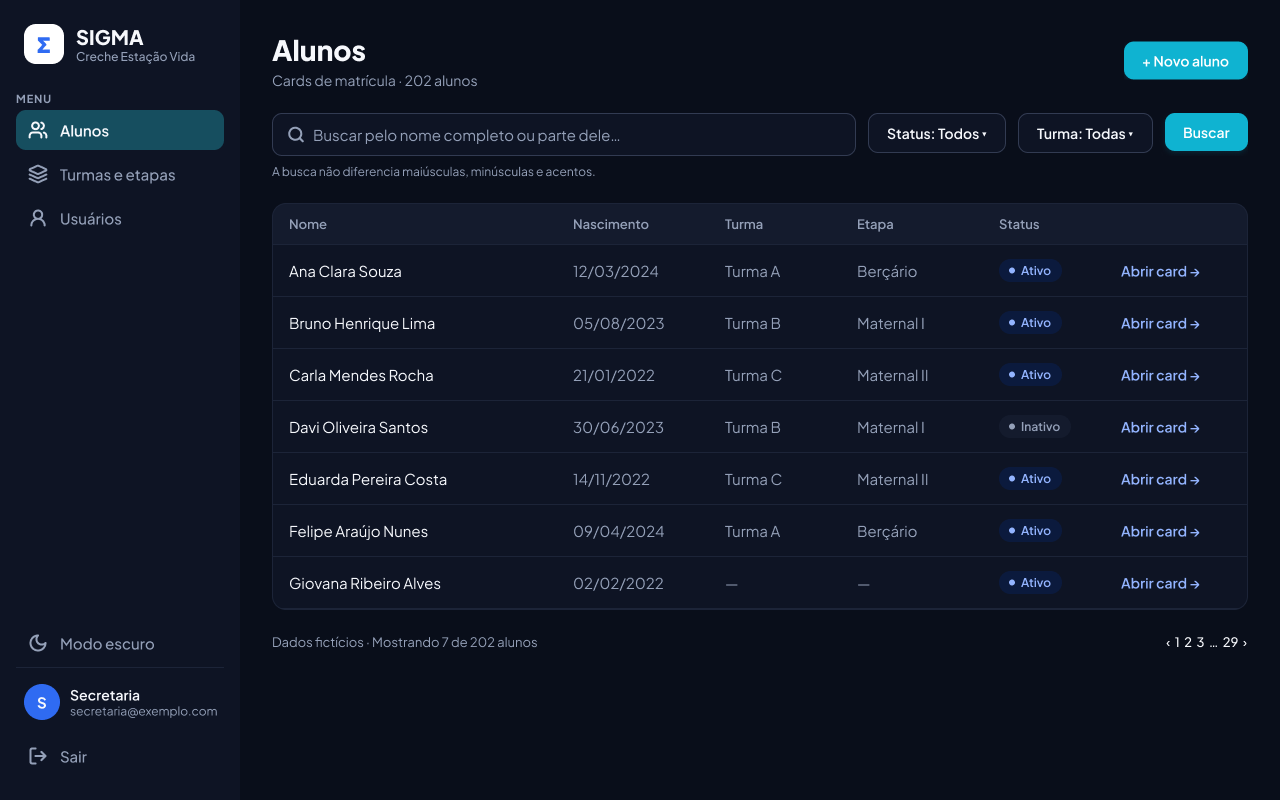 Σ
SIGMA
Creche Estação Vida
MENU
Alunos
Turmas e etapas
Usuários
Modo escuro
S
Secretaria
secretaria@exemplo.com
Sair
Alunos
Cards de matrícula · 202 alunos
+ Novo aluno
Buscar pelo nome completo ou parte dele...
Status: Todos ▾
Turma: Todas ▾
Buscar
A busca não diferencia maiúsculas, minúsculas e acentos.
Nome Nascimento Turma Etapa Status
Ana Clara Souza 12/03/2024 Turma A Berçário Ativo Abrir card →
Bruno Henrique Lima 05/08/2023 Turma B Maternal I Ativo Abrir card →
Carla Mendes Rocha 21/01/2022 Turma C Maternal II Ativo Abrir card →
Davi Oliveira Santos 30/06/2023 Turma B Maternal I Inativo Abrir card →
Eduarda Pereira Costa 14/11/2022 Turma C Maternal II Ativo Abrir card →
Felipe Araújo Nunes 09/04/2024 Turma A Berçário Ativo Abrir card →
Giovana Ribeiro Alves 02/02/2022 — — Ativo Abrir card →
Dados fictícios · Mostrando 7 de 202 alunos
‹ 1 2 3 ... 29 ›